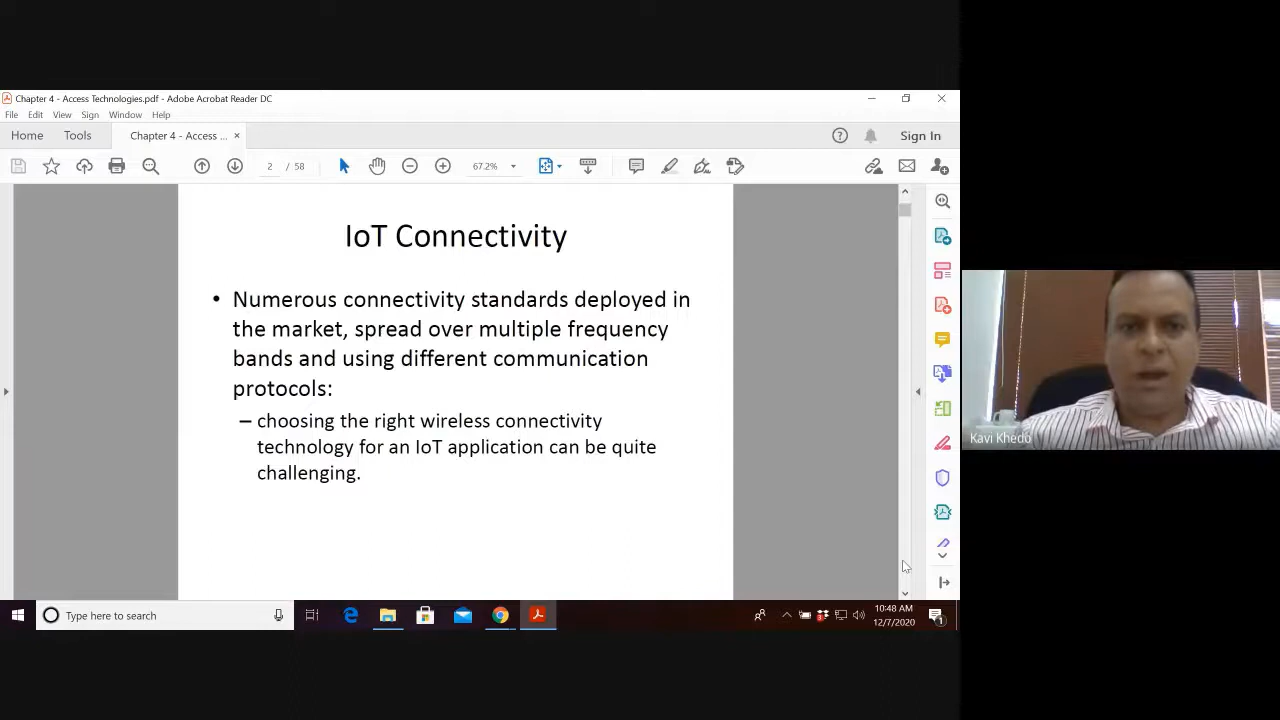 Chapter 4 - Access Technologies.pdf - Adobe Acrobat Reader DC
File Edit View Sign Window Help
Home Tools Chapter 4 - Access ... × Sign In
2 / 58 67.2%
IoT Connectivity
• Numerous connectivity standards deployed in
the market, spread over multiple frequency
bands and using different communication
protocols:
– choosing the right wireless connectivity
technology for an IoT application can be quite
challenging.
Kavi Khedo
Type here to search
10:48 AM
12/7/2020
1